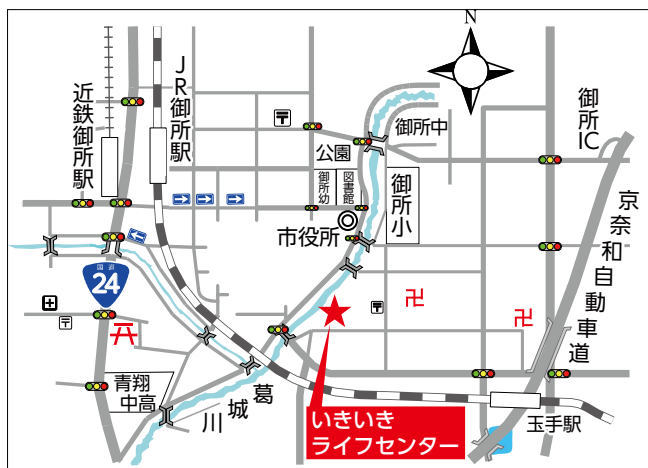 N
近鉄御所駅
JR御所駅
御所中
御所IC
公園
御所幼
図書館
御所小
市役所
京奈和自動車道
国道
24
青翔
中高
葛城川
いきいき
ライフセンター
玉手駅